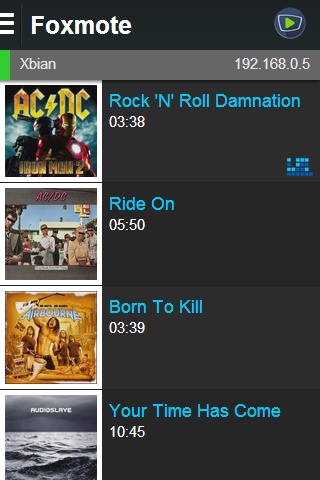 Foxmote
Xbian 192.168.0.5
AC/DC
IRON MAN 2
Rock 'N' Roll Damnation
03:38
AC/DC
Ride On
05:50
AIRBOURNE
Born To Kill
03:39
AUDIOSLAVE
Your Time Has Come
10:45